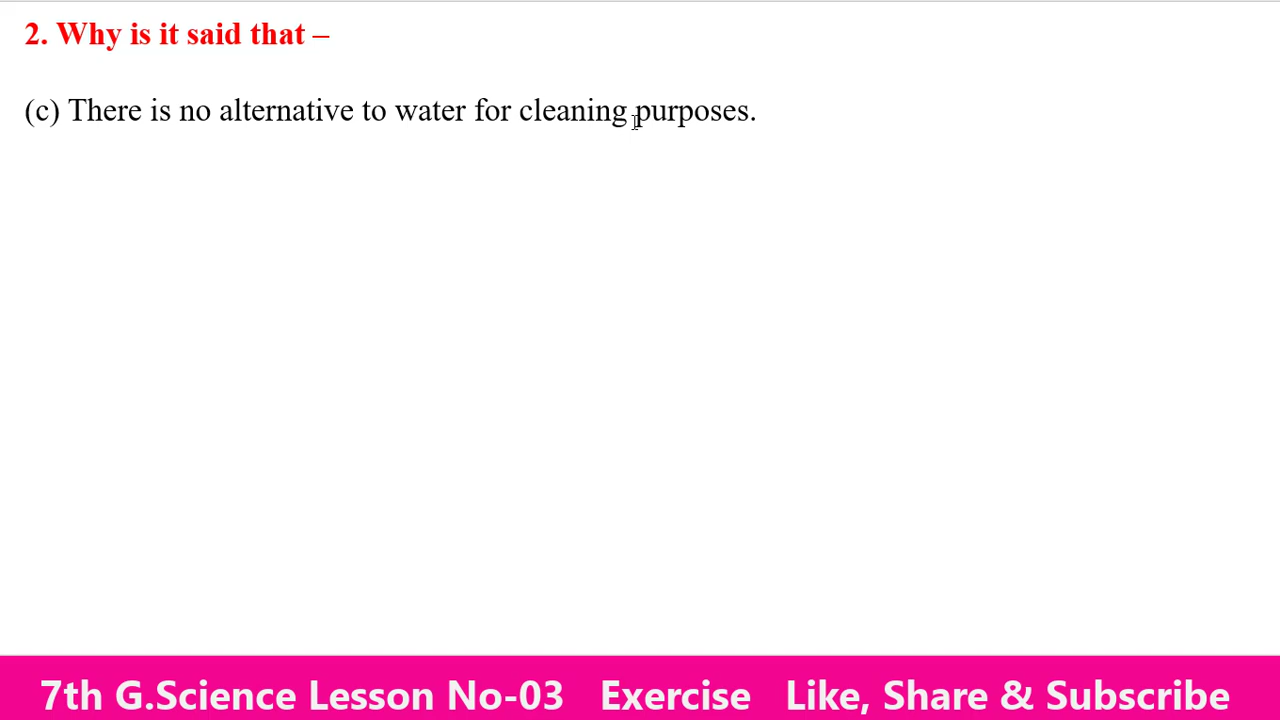 2. Why is it said that –
(c) There is no alternative to water for cleaning purposes.
7th G.Science Lesson No-03 Exercise Like, Share & Subscribe